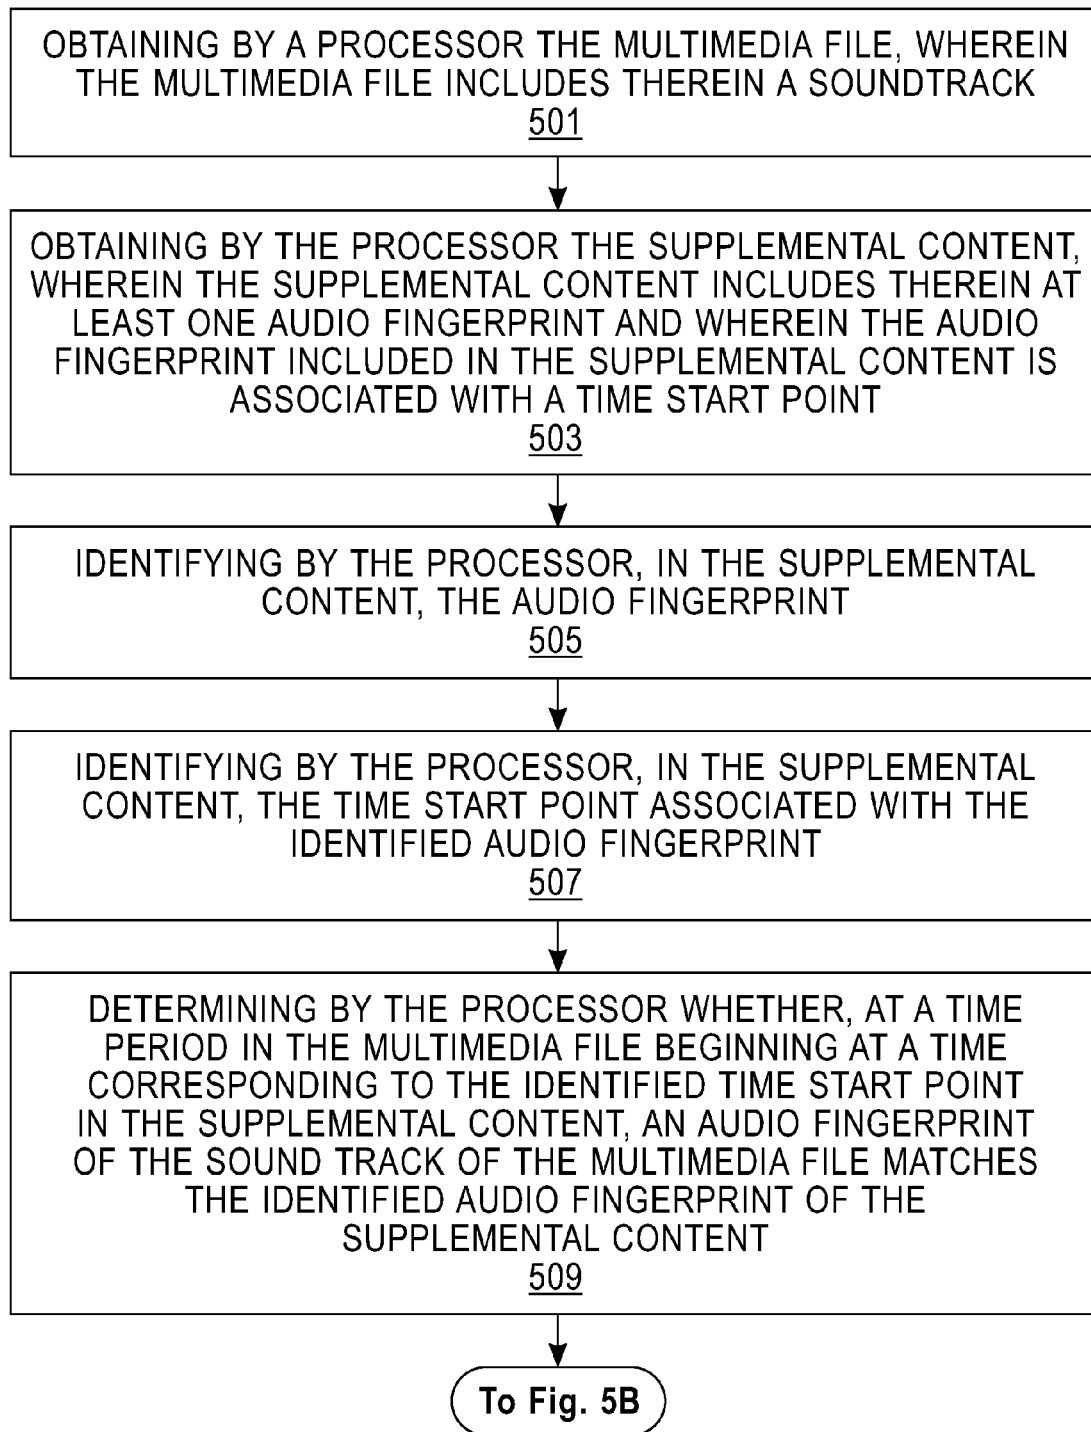 OBTAINING BY A PROCESSOR THE MULTIMEDIA FILE, WHEREIN
THE MULTIMEDIA FILE INCLUDES THEREIN A SOUNDTRACK
501
OBTAINING BY THE PROCESSOR THE SUPPLEMENTAL CONTENT,
WHEREIN THE SUPPLEMENTAL CONTENT INCLUDES THEREIN AT
LEAST ONE AUDIO FINGERPRINT AND WHEREIN THE AUDIO
FINGERPRINT INCLUDED IN THE SUPPLEMENTAL CONTENT IS
ASSOCIATED WITH A TIME START POINT
503
IDENTIFYING BY THE PROCESSOR, IN THE SUPPLEMENTAL
CONTENT, THE AUDIO FINGERPRINT
505
IDENTIFYING BY THE PROCESSOR, IN THE SUPPLEMENTAL
CONTENT, THE TIME START POINT ASSOCIATED WITH THE
IDENTIFIED AUDIO FINGERPRINT
507
DETERMINING BY THE PROCESSOR WHETHER, AT A TIME
PERIOD IN THE MULTIMEDIA FILE BEGINNING AT A TIME
CORRESPONDING TO THE IDENTIFIED TIME START POINT
IN THE SUPPLEMENTAL CONTENT, AN AUDIO FINGERPRINT
OF THE SOUND TRACK OF THE MULTIMEDIA FILE MATCHES
THE IDENTIFIED AUDIO FINGERPRINT OF THE
SUPPLEMENTAL CONTENT
509
To Fig. 5B